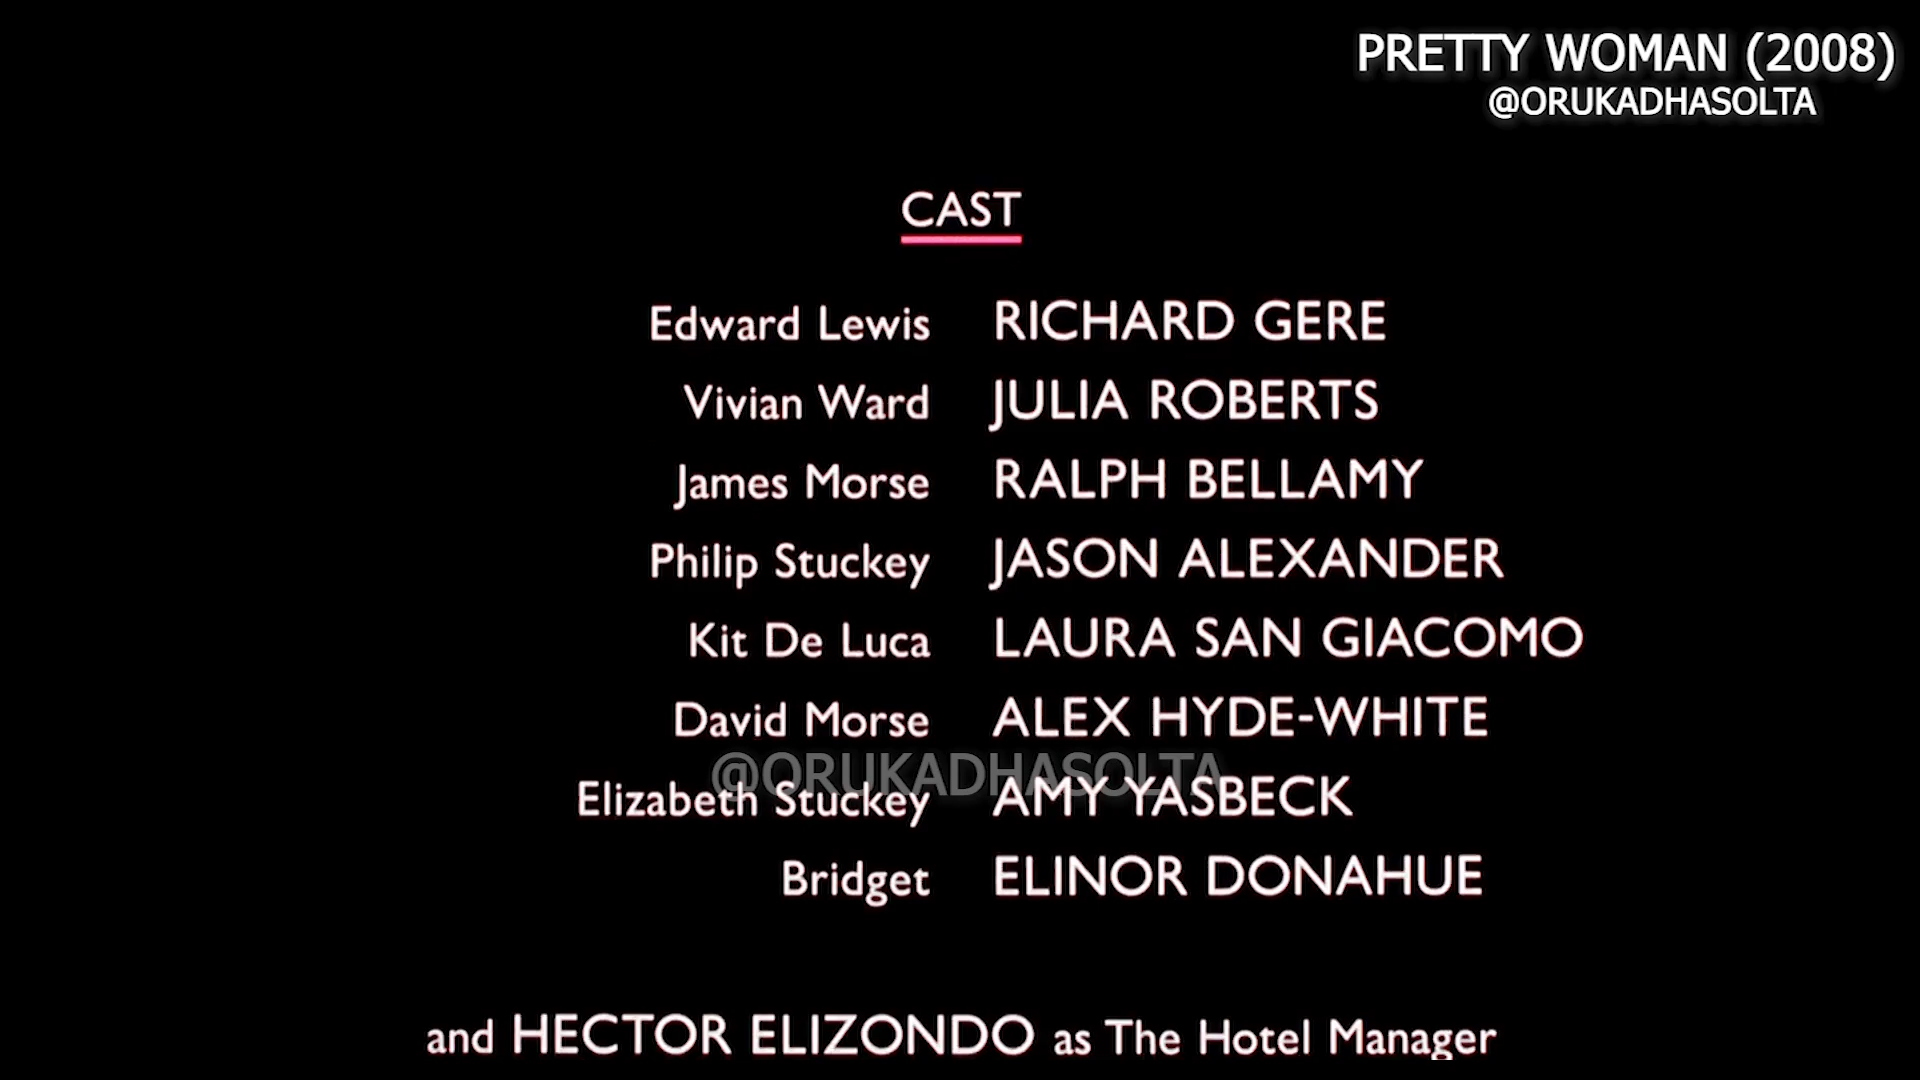 PRETTY WOMAN (2008)
@ORUKADHASOLTA
CAST
Edward Lewis RICHARD GERE
Vivian Ward JULIA ROBERTS
James Morse RALPH BELLAMY
Philip Stuckey JASON ALEXANDER
Kit De Luca LAURA SAN GIACOMO
David Morse ALEX HYDE-WHITE
@ORUKADHASOLTA
Elizabeth Stuckey AMY YASBECK
Bridget ELINOR DONAHUE
and HECTOR ELIZONDO as The Hotel Manager